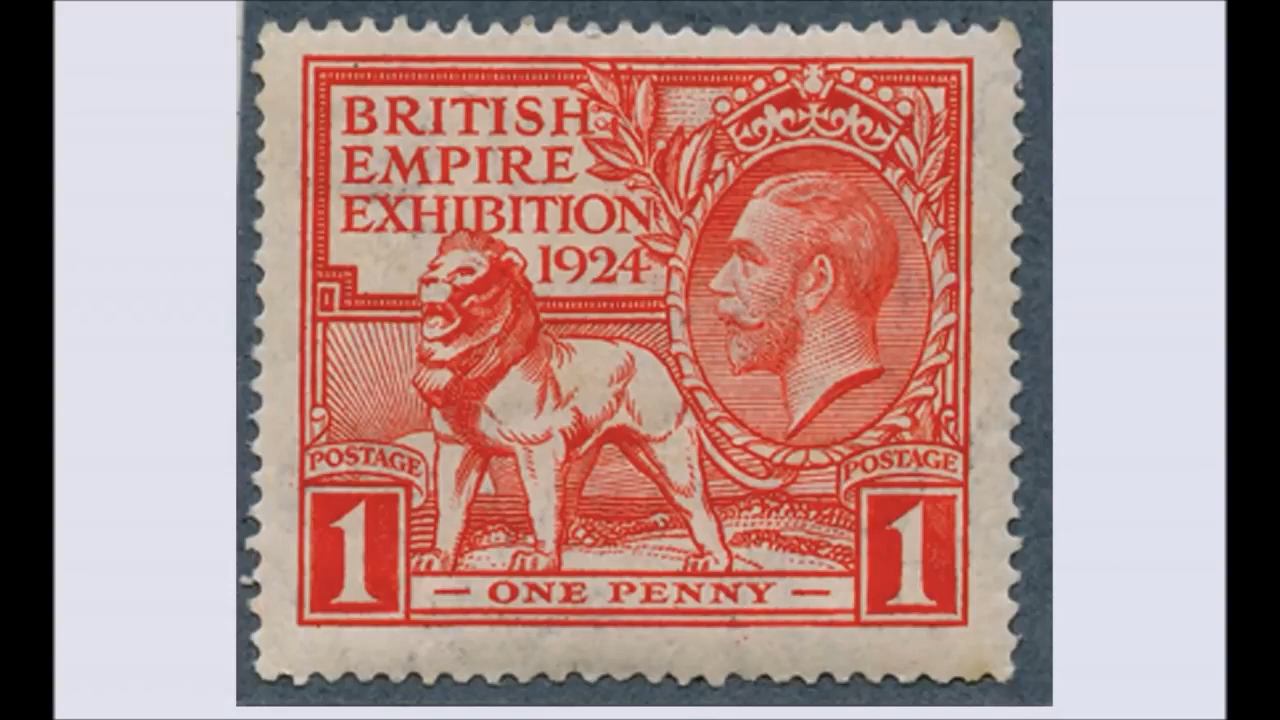 BRITISH
EMPIRE
EXHIBITION
1924
POSTAGE
POSTAGE
1
1
— ONE PENNY —